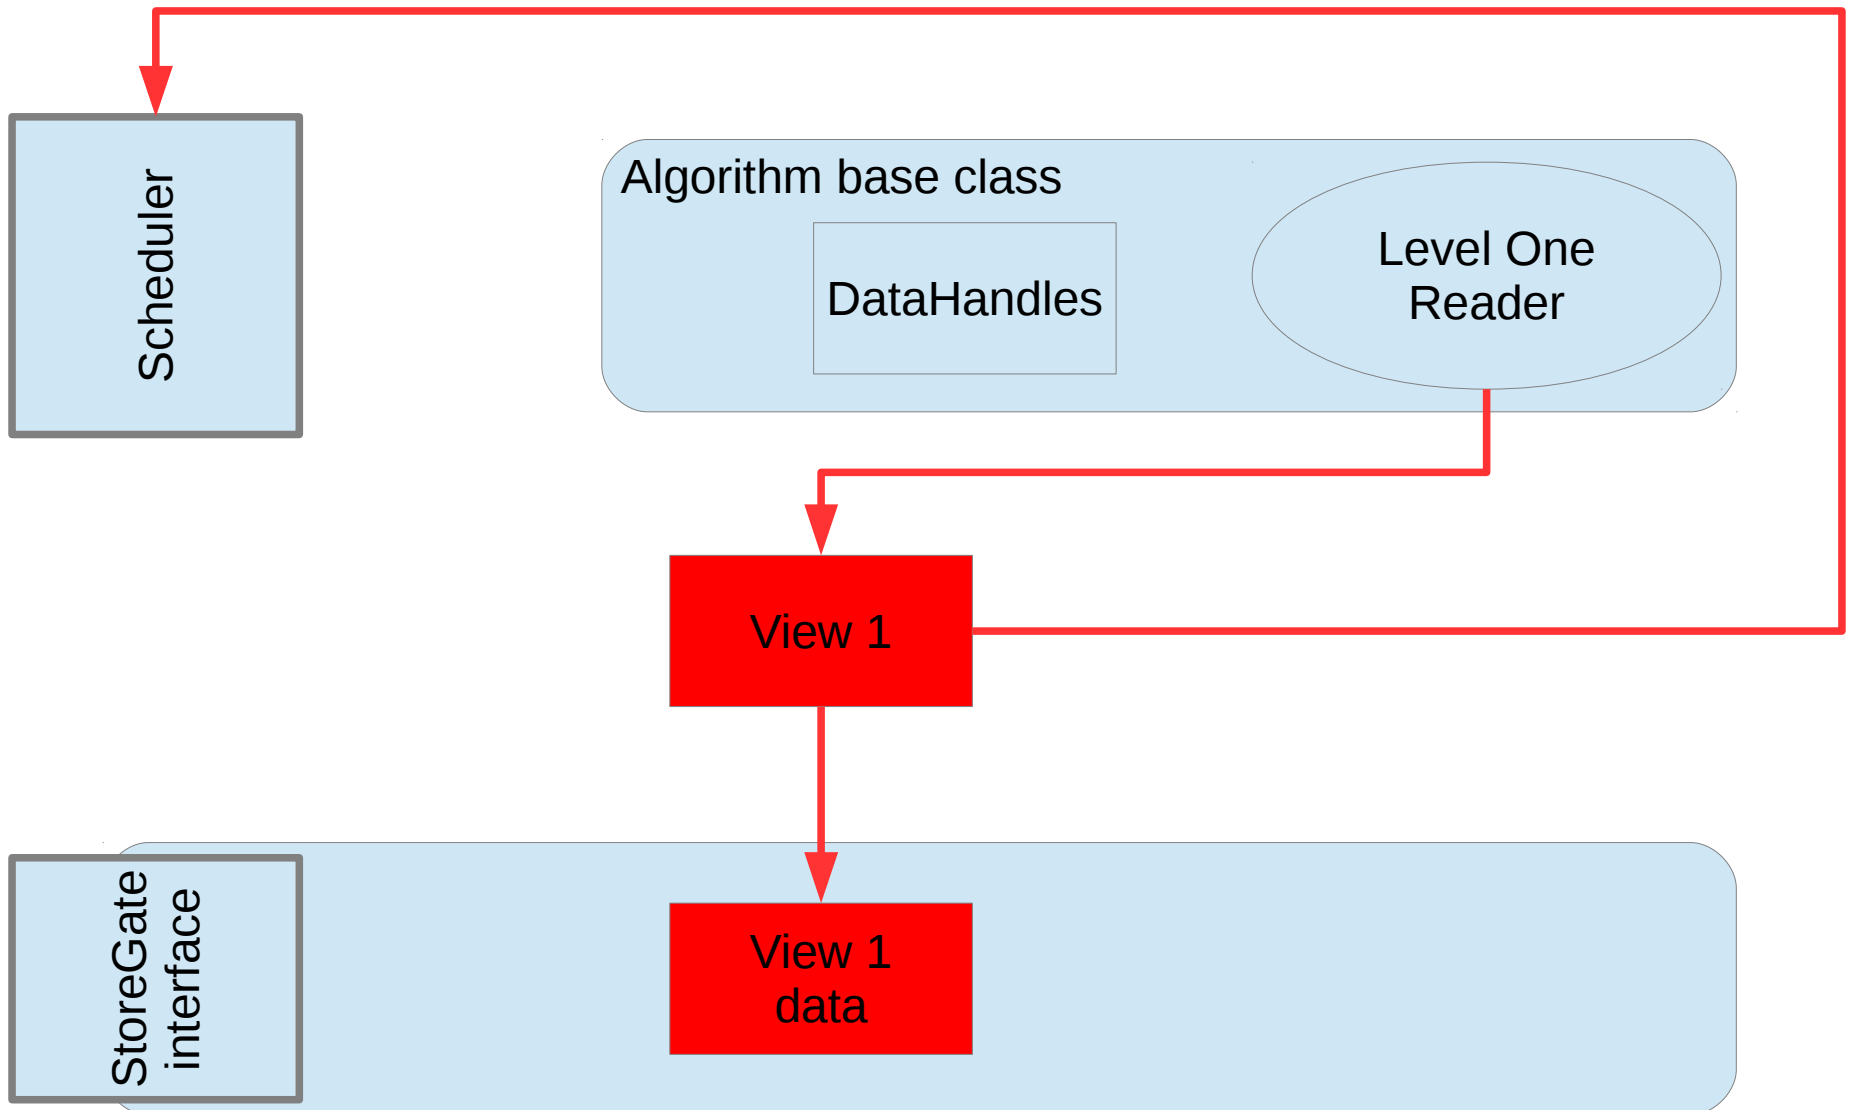 Scheduler
Algorithm base class
DataHandles
Level One
Reader
View 1
StoreGate
interface
View 1
data